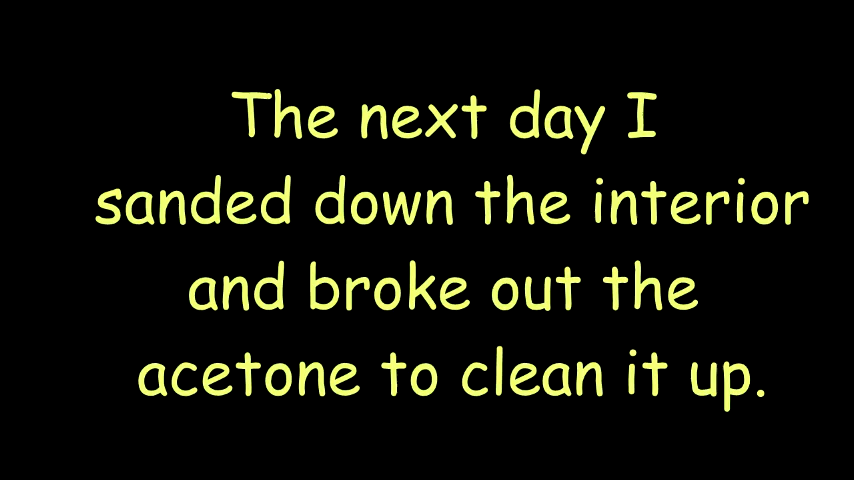 The next day I
sanded down the interior
and broke out the
acetone to clean it up.